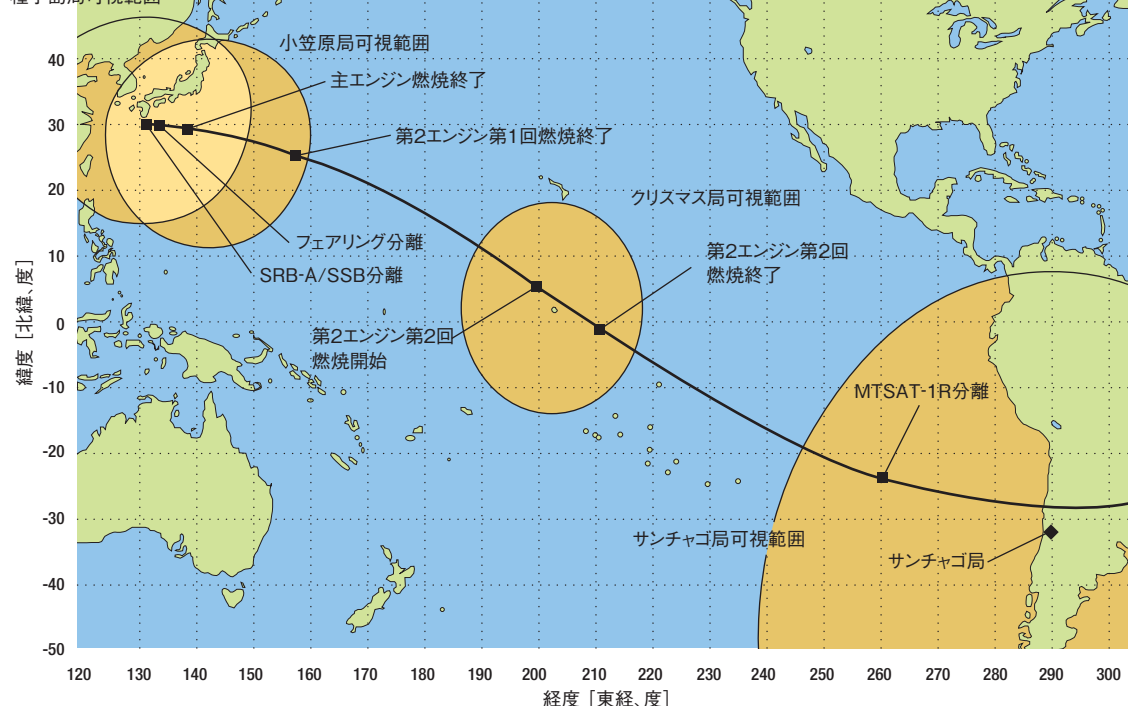 小笠原局可視範囲
主エンジン燃焼終了
第2エンジン第1回燃焼終了
クリスマス局可視範囲
フェアリング分離
SRB-A/SSB分離
第2エンジン第2回
燃焼終了
第2エンジン第2回
燃焼開始
MTSAT-1R分離
サンチャゴ局可視範囲
サンチャゴ局
緯度［北緯、度］
40
30
20
10
0
-10
-20
-30
-40
-50
120 130 140 150 160 170 180 190 200 210 220 230 240 250 260 270 280 290 300
経度［東経、度］